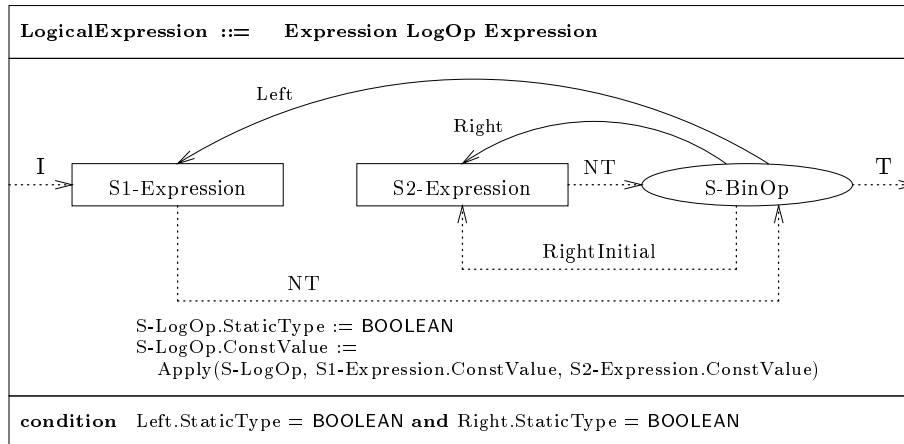 LogicalExpression ::= Expression LogOp Expression
Left
Right
I
S1-Expression
S2-Expression
NT
S-BinOp
T
RightInitial
NT
S-LogOp.StaticType := BOOLEAN
S-LogOp.ConstValue :=
Apply(S-LogOp, S1-Expression.ConstValue, S2-Expression.ConstValue)
condition Left.StaticType = BOOLEAN and Right.StaticType = BOOLEAN